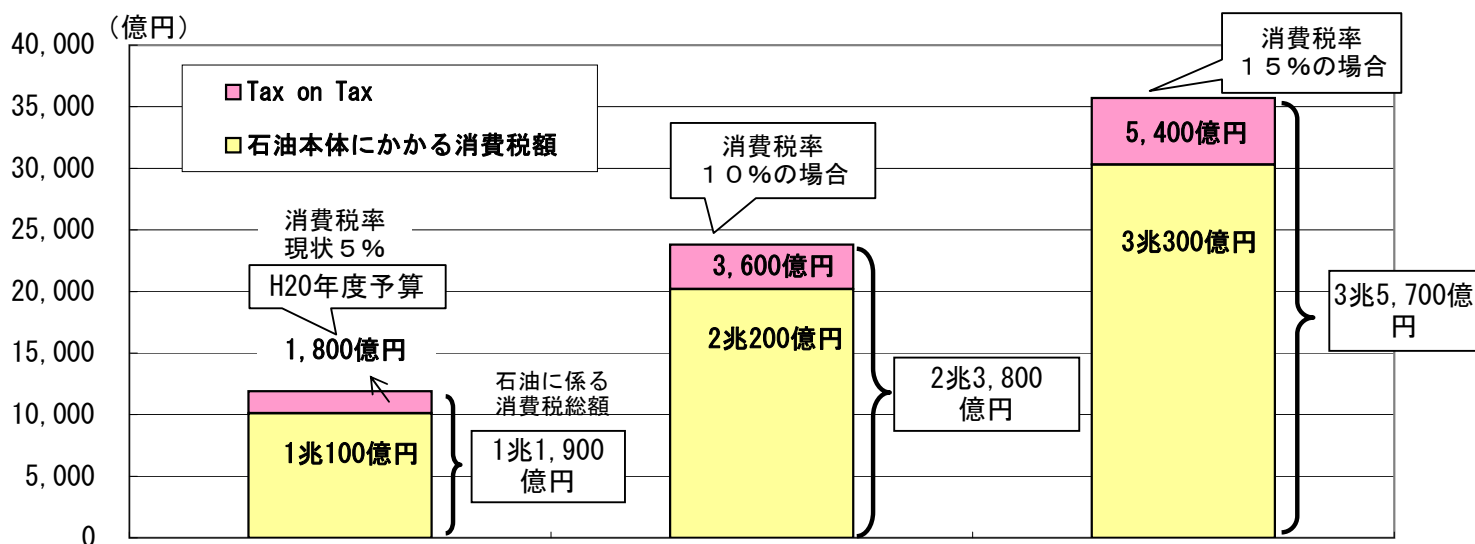 （億円）
40,000
35,000
30,000
25,000
20,000
15,000
10,000
5,000
0
Tax on Tax
石油本体にかかる消費税額
消費税率
現状５％
H20年度予算
1,800億円
1兆100億円
石油に係る
消費税総額
1兆1,900
億円
消費税率
１０％の場合
3,600億円
2兆200億円
2兆3,800
億円
消費税率
１５％の場合
5,400億円
3兆300億円
3兆5,700億
円